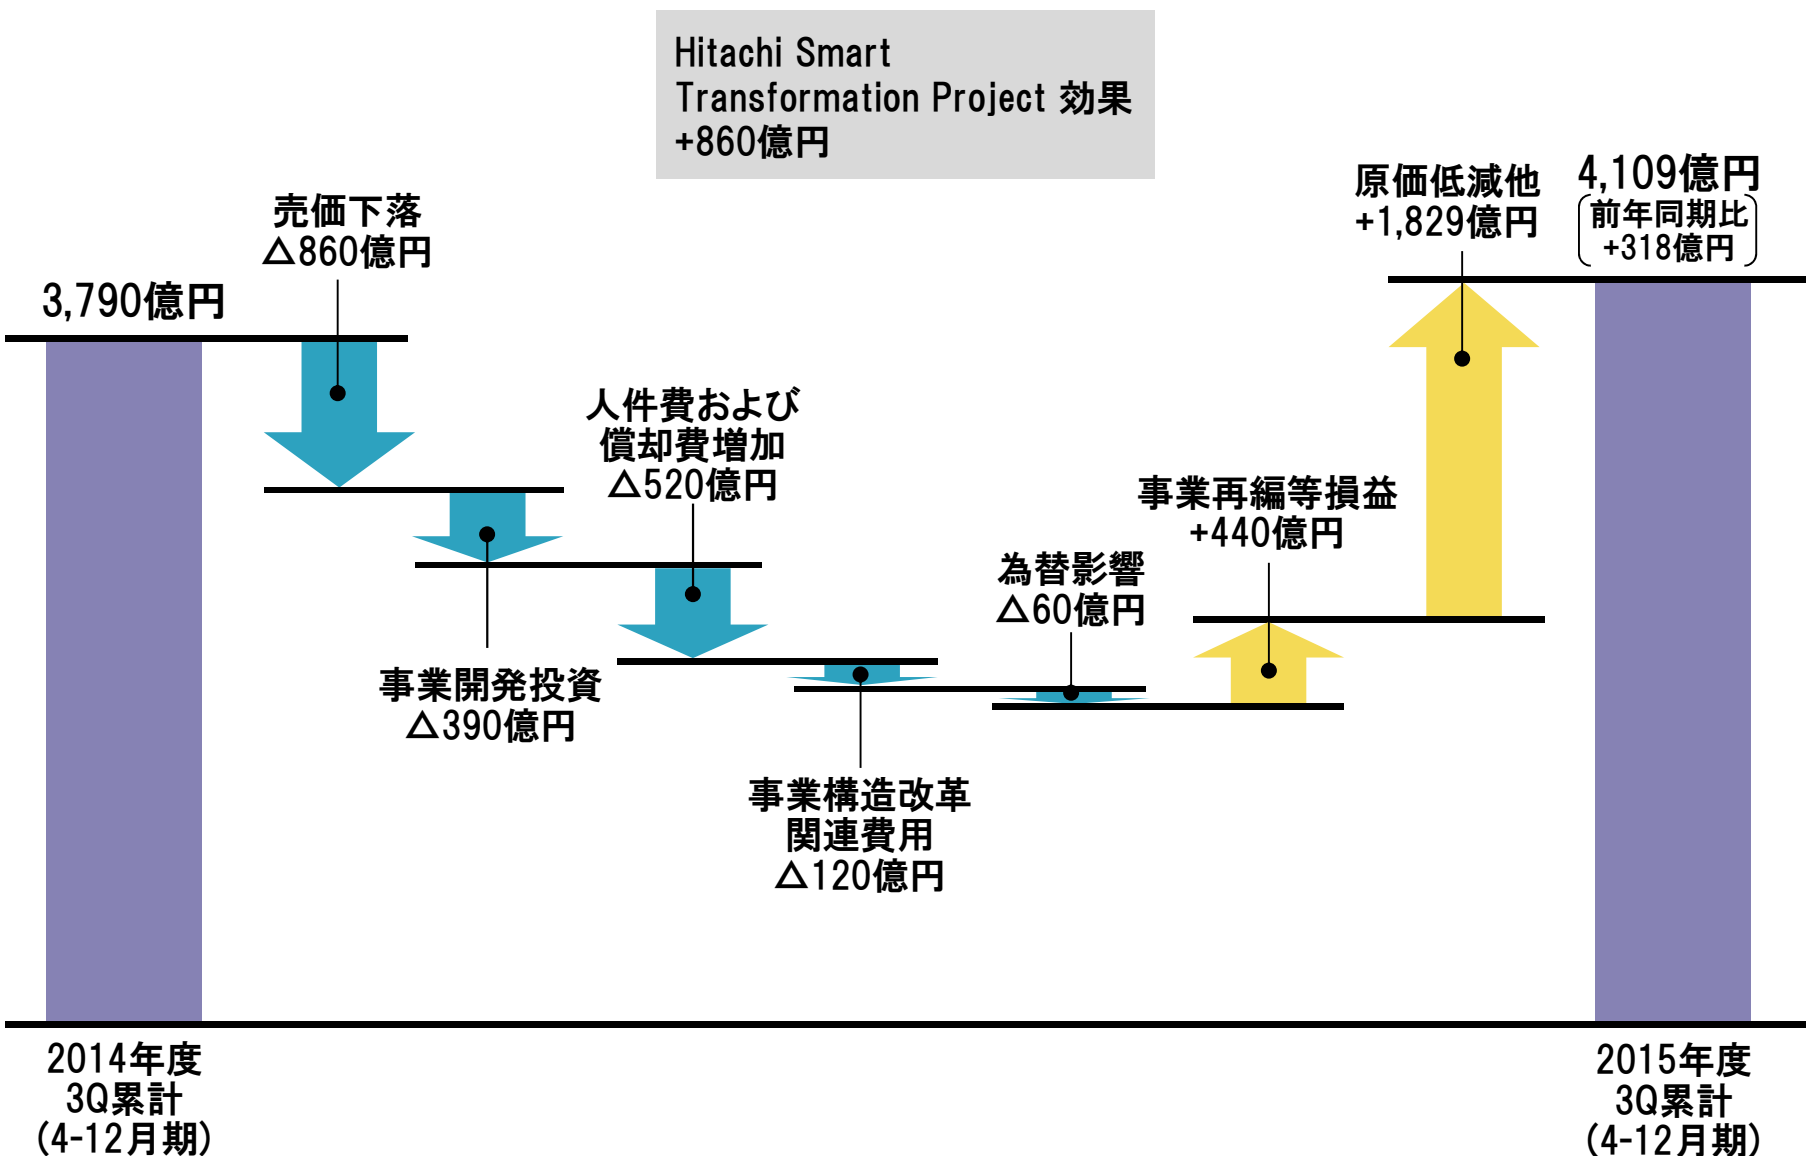 Hitachi Smart
Transformation Project 効果
+860億円
3,790億円
売価下落
△860億円
事業開発投資
△390億円
人件費および
償却費増加
△520億円
事業構造改革
関連費用
△120億円
為替影響
△60億円
事業再編等損益
+440億円
原価低減他
+1,829億円
4,109億円
前年同期比
+318億円
2014年度
3Q累計
(4-12月期)
2015年度
3Q累計
(4-12月期)